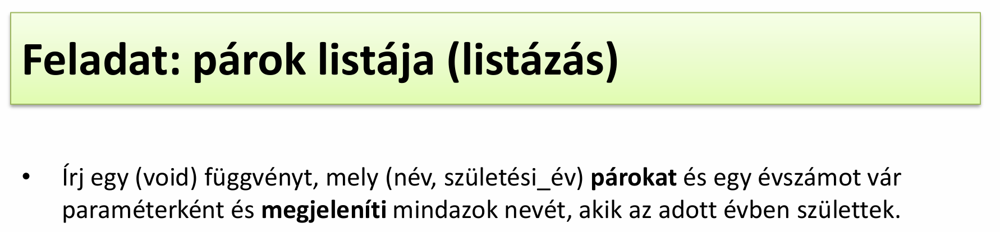 Feladat: párok listája (listázás)
• Írj egy (void) függvényt, mely (név, születési_év) párokat és egy évszámot vár
paraméterként és megjeleníti mindazok nevét, akik az adott évben születtek.